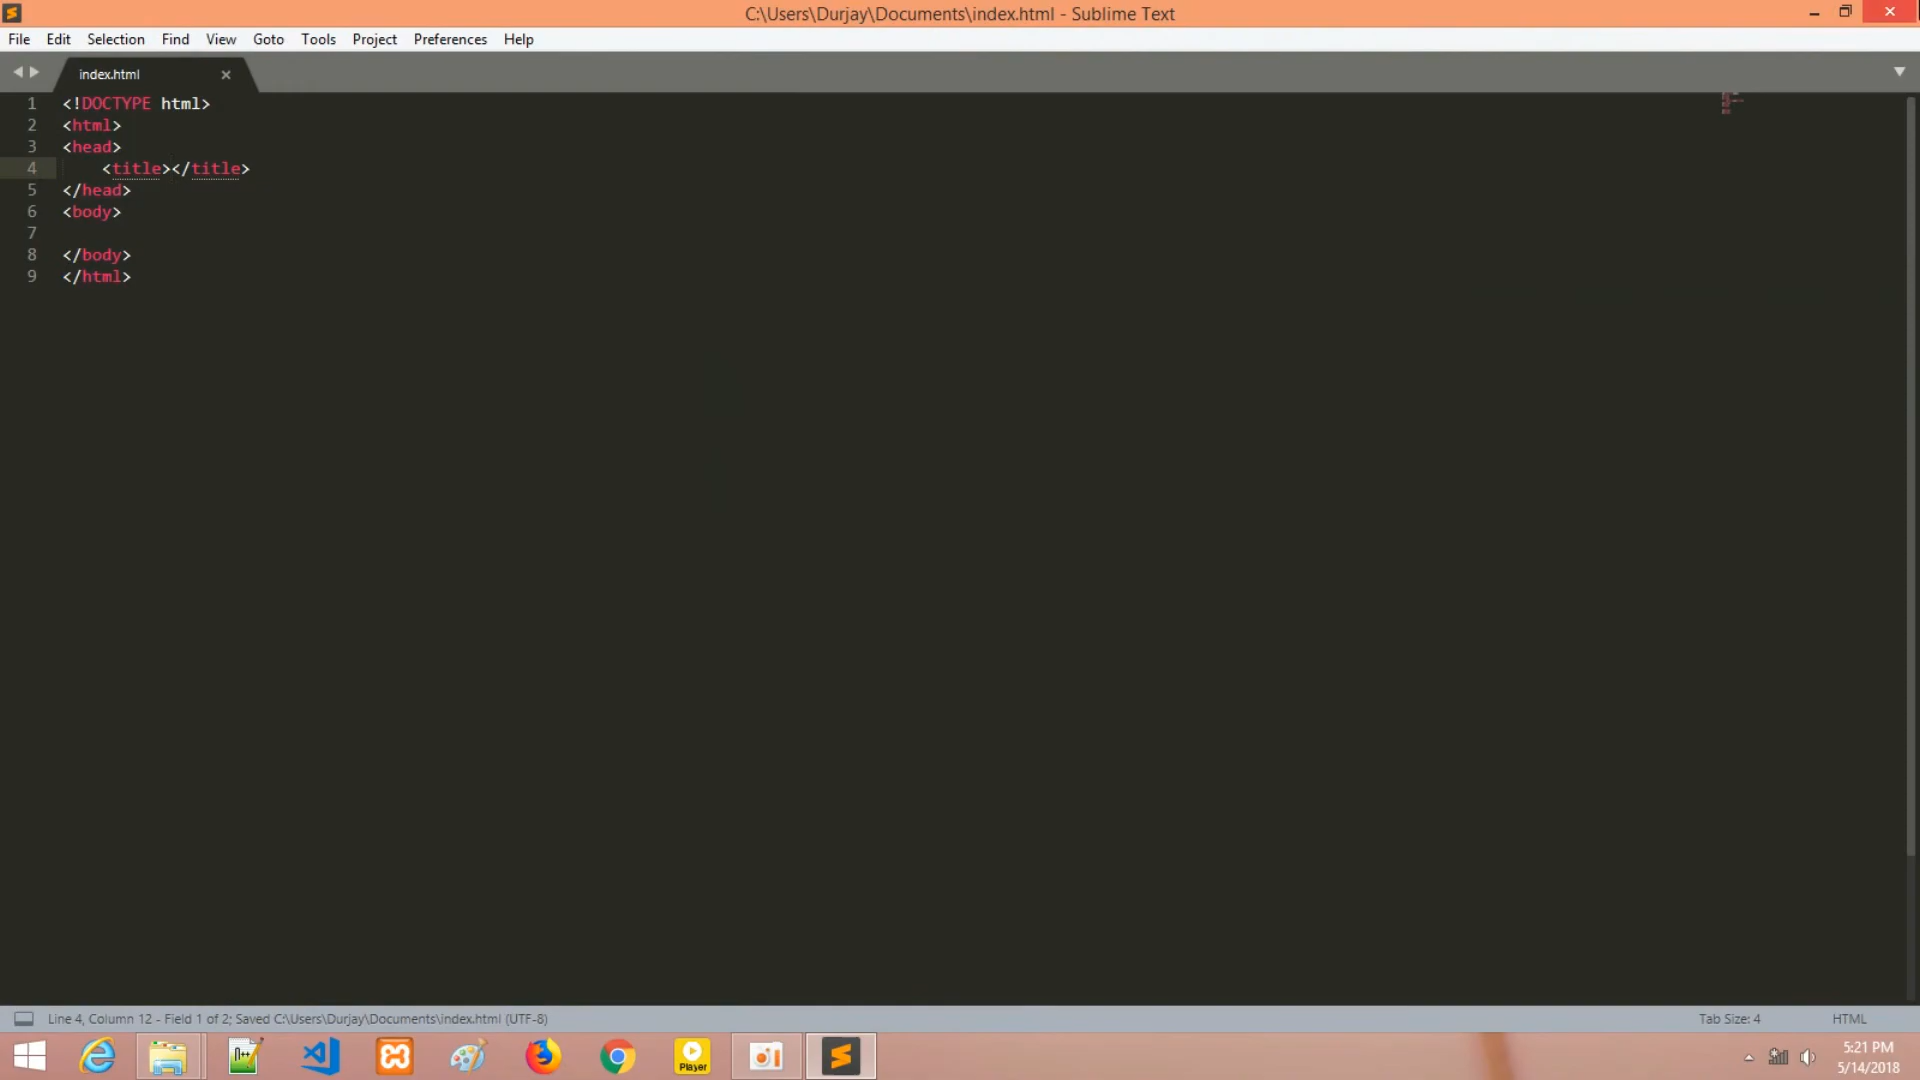 C:\Users\Durjay\Documents\index.html - Sublime Text
File Edit Selection Find View Goto Tools Project Preferences Help
index.html
1 <!DOCTYPE html>
2 <html>
3 <head>
4 <title></title>
5 </head>
6 <body>
7
8 </body>
9 </html>
Line 4, Column 12 - Field 1 of 2; Saved C:\Users\Durjay\Documents\index.html (UTF-8) Tab Size: 4 HTML
Player
5:21 PM
5/14/2018